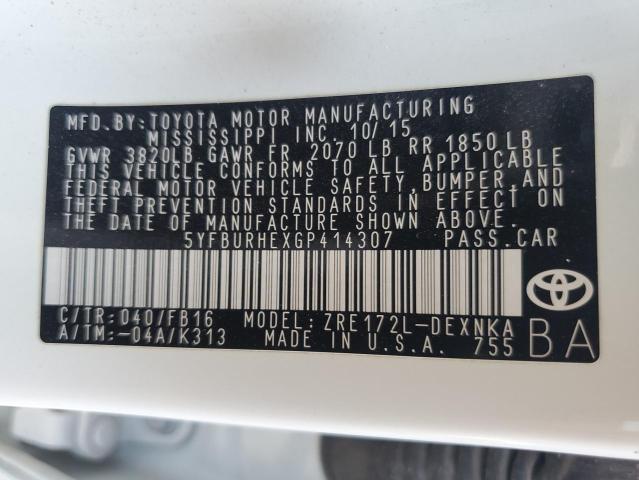 MFD.BY:TOYOTA MOTOR MANUFACTURING
MISSISSIPPI INC. 10/15
GVWR 3820LB GAWR FR 2070 LB RR 1850LB
THIS VEHICLE CONFORMS TO ALL APPLICABLE
FEDERAL MOTOR VEHICLE SAFETY,BUMPER,AND
THEFT PREVENTION STANDARDS IN EFFECT ON
THE DATE OF MANUFACTURE SHOWN ABOVE.
5YFBURHEXGP414307 PASS.CAR
C/TR:040/FB16 MODEL:ZRE172L-DEXNKA
A/TM:-04A/K313 MADE IN U.S.A. 755 BA